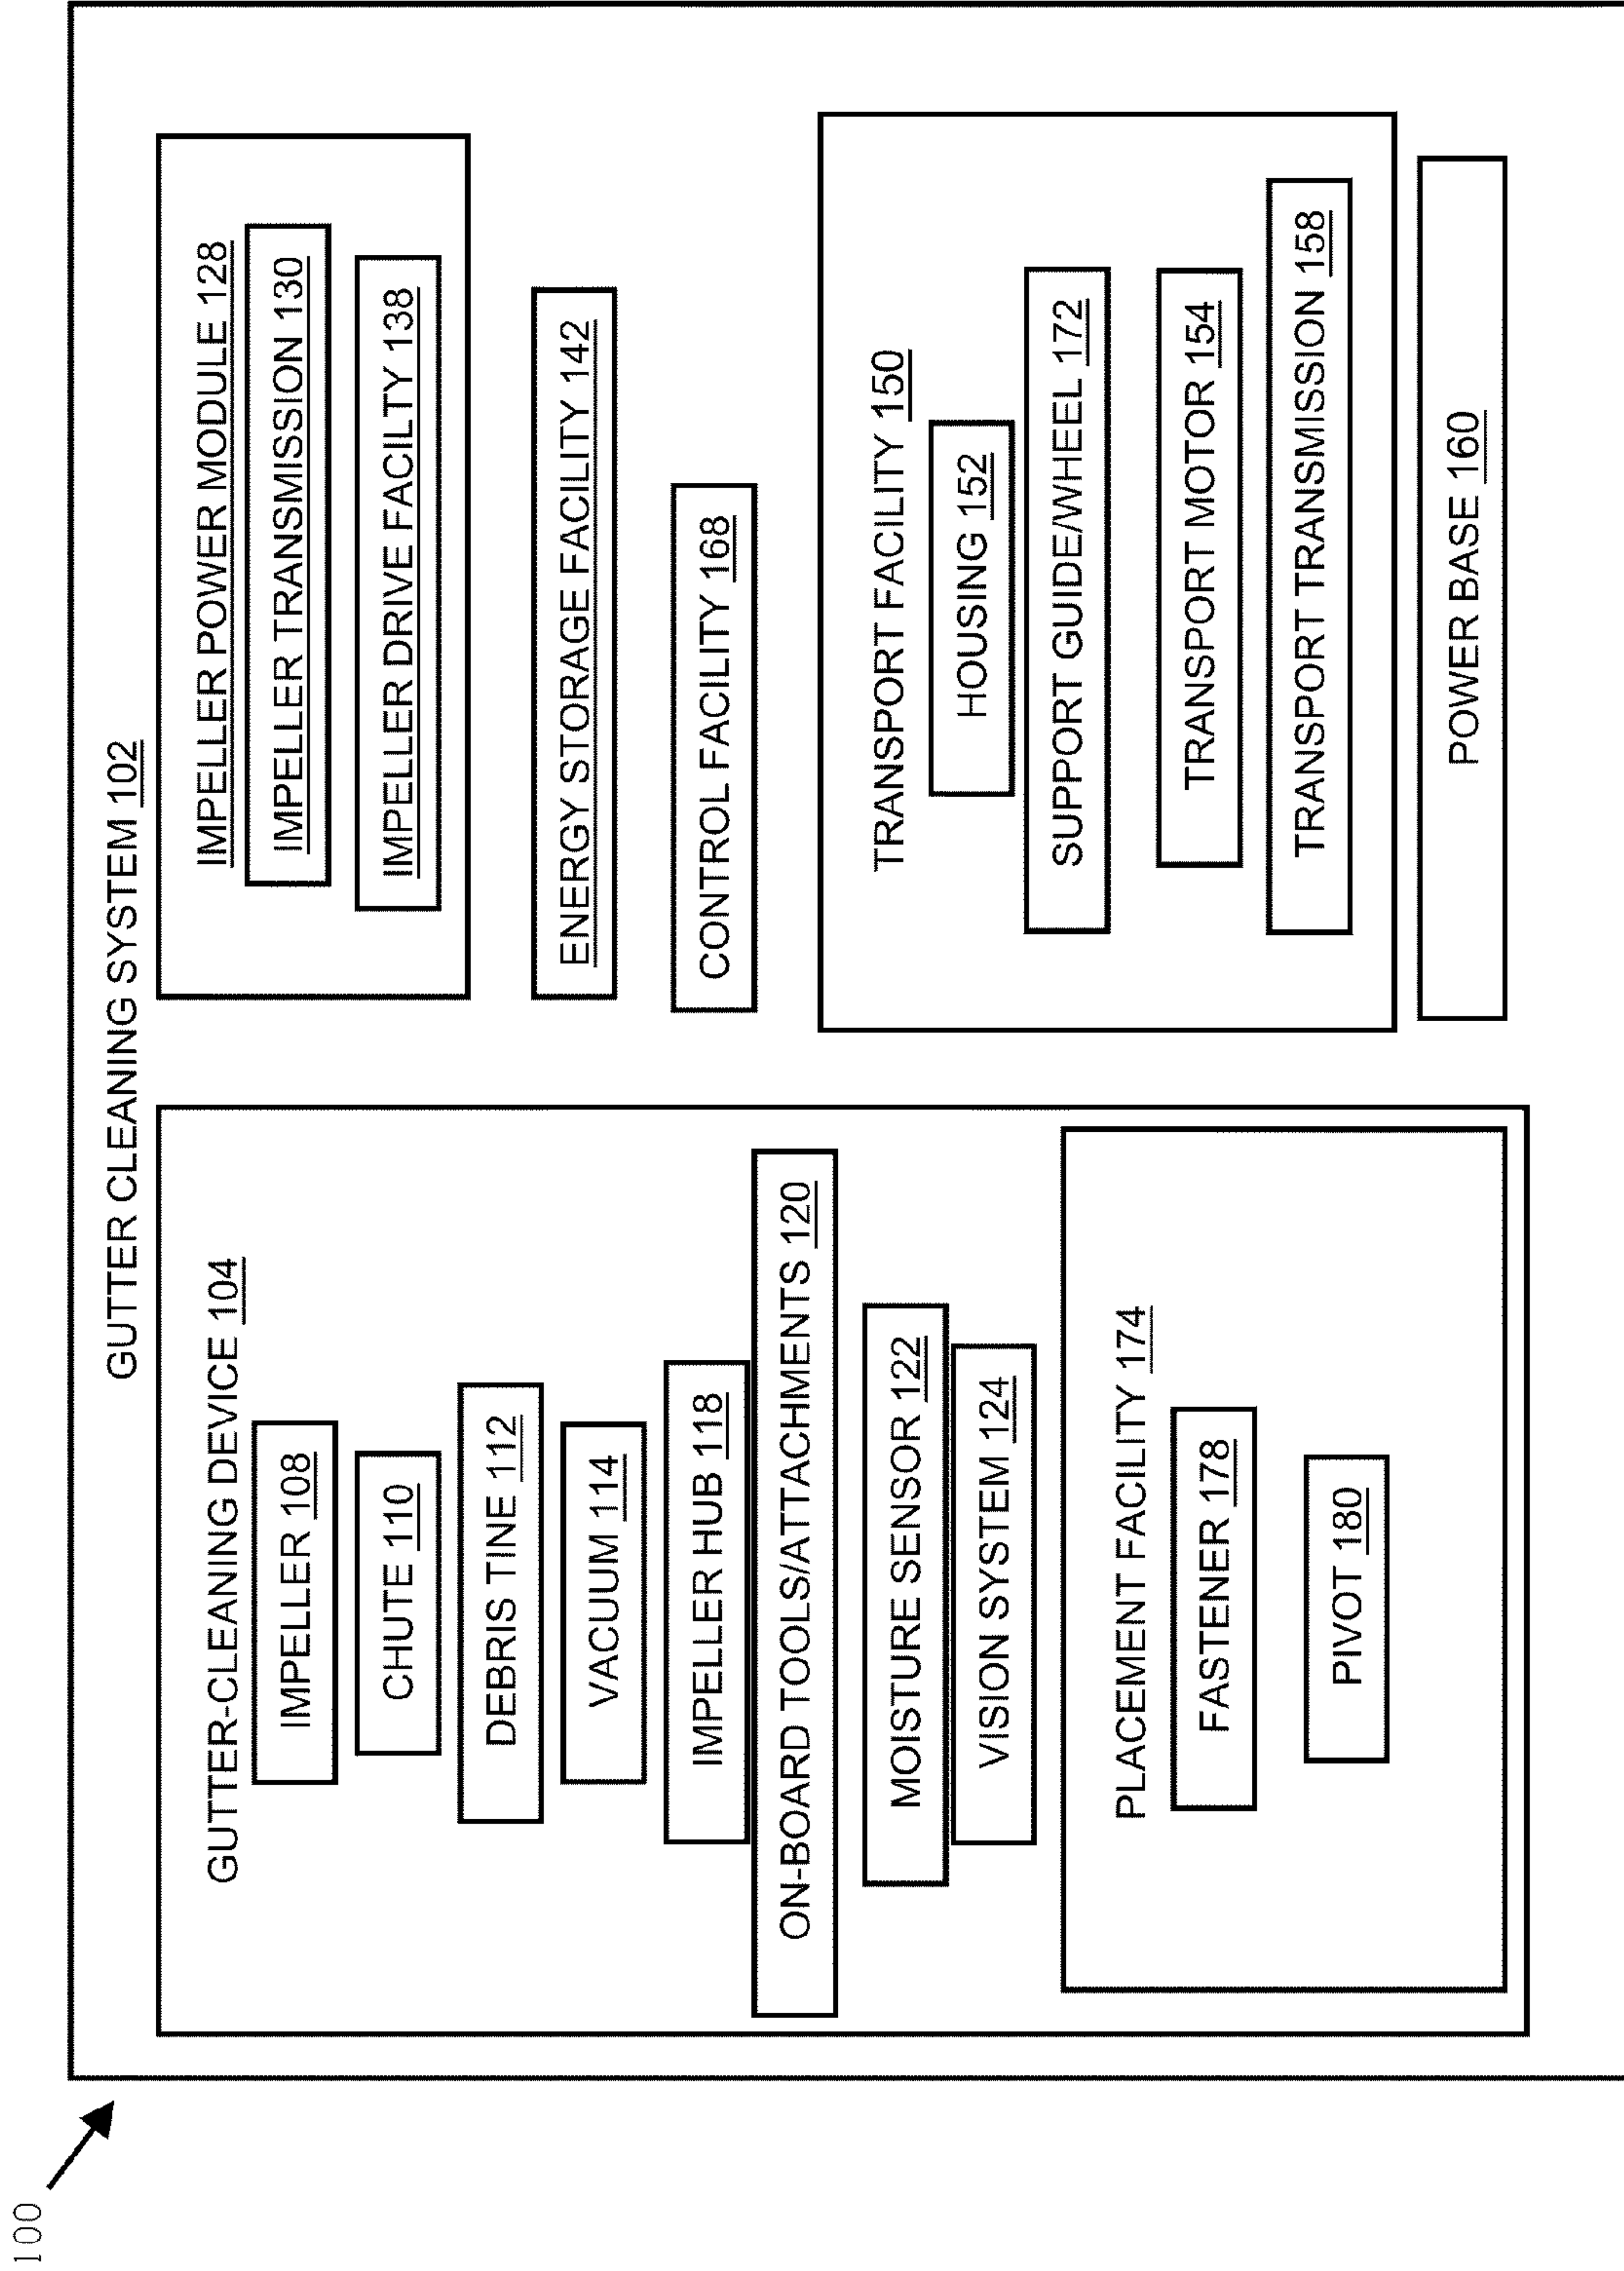 100
GUTTER CLEANING SYSTEM 102
GUTTER-CLEANING DEVICE 104
IMPELLER 108
CHUTE 110
DEBRIS TINE 112
VACUUM 114
IMPELLER HUB 118
ON-BOARD TOOLS/ATTACHMENTS 120
MOISTURE SENSOR 122
VISION SYSTEM 124
PLACEMENT FACILITY 174
FASTENER 178
PIVOT 180
IMPELLER POWER MODULE 128
IMPELLER TRANSMISSION 130
IMPELLER DRIVE FACILTY 138
ENERGY STORAGE FACILITY 142
CONTROL FACILITY 168
TRANSPORT FACILITY 150
HOUSING 152
SUPPORT GUIDE/WHEEL 172
TRANSPORT MOTOR 154
TRANSPORT TRANSMISSION 158
POWER BASE 160